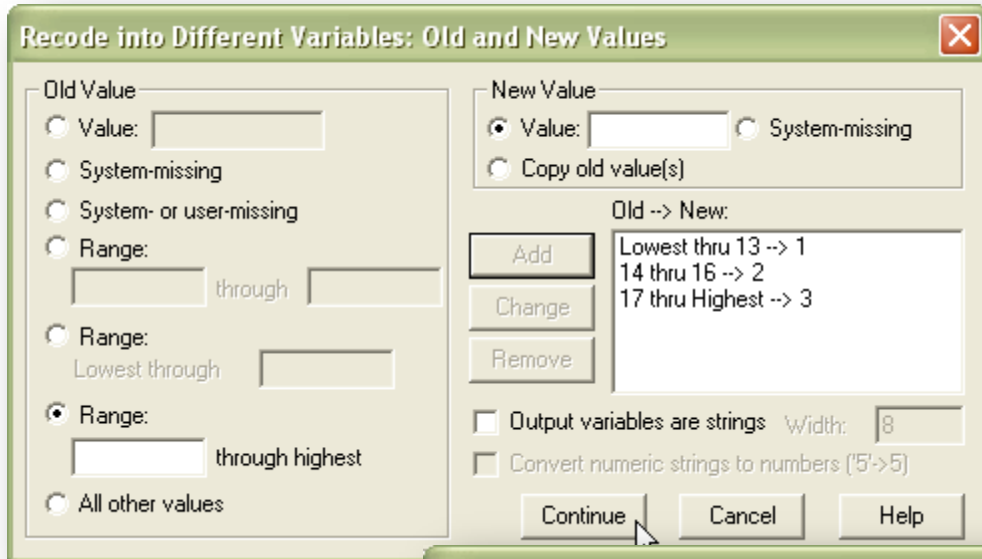 Recode into Different Variables: Old and New Values
Old Value
Value:
System-missing
System- or user-missing
Range:
through
Range:
Lowest through
Range:
through highest
All other values
New Value
Value:
System-missing
Copy old value(s)
Old --> New:
Add
Change
Remove
Lowest thru 13 --> 1
14 thru 16 --> 2
17 thru Highest --> 3
Output variables are strings
Width:
8
Convert numeric strings to numbers ('5'->5)
Continue
Cancel
Help